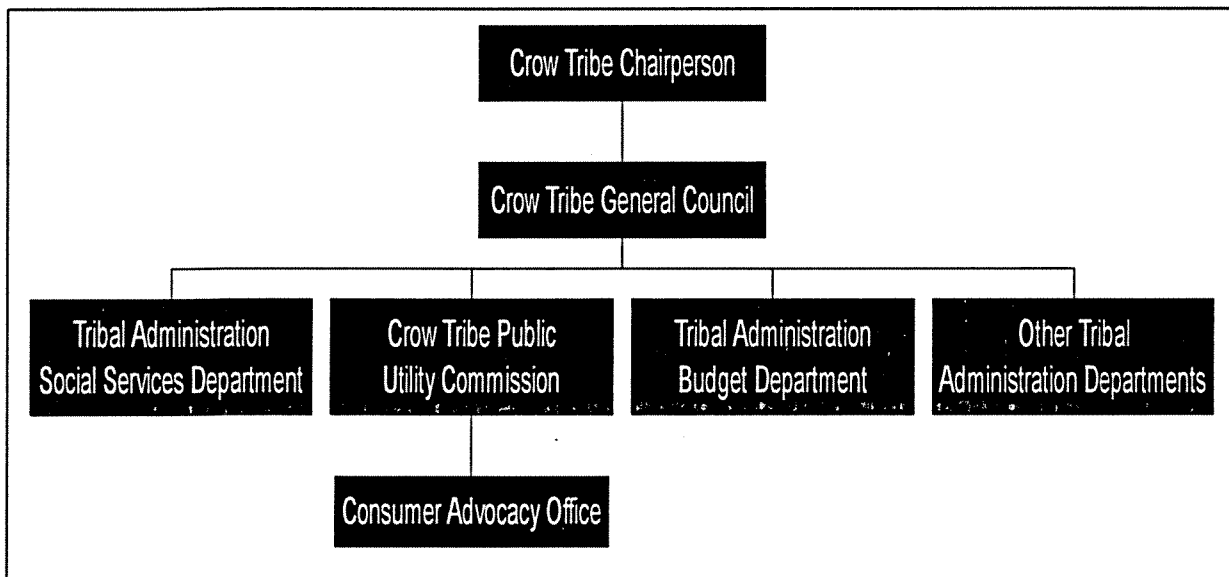 Crow Tribe Chairperson
Crow Tribe General Council
Tribal Administration
Social Services Department
Crow Tribe Public
Utility Commission
Tribal Administration
Budget Department
Other Tribal
Administration Departments
Consumer Advocacy Office